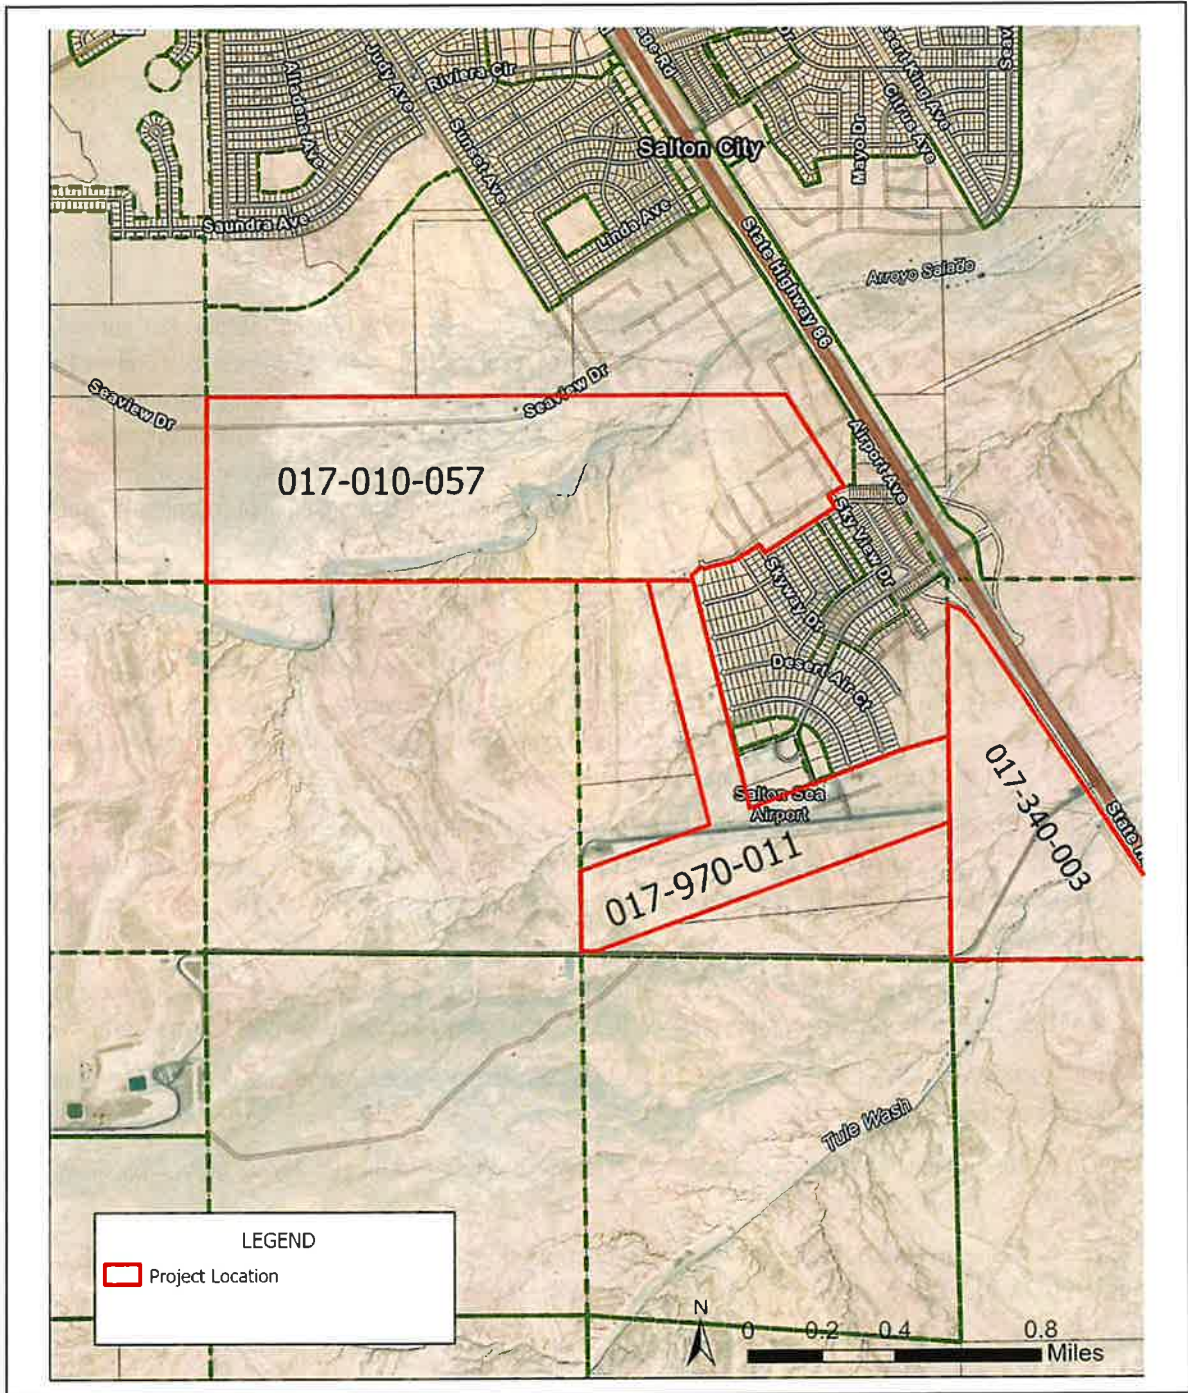 Judy Ave
Riviera Cir
Alladena Ave
Sunset Ave
Salton City
Mayo Dr
Citrus Ave
Desert King Ave
Saundra Ave
Linda Ave
State Highway 86
Arroyo Salado
Seaview Dr
Seaview Dr
Airport Ave
017-010-057
Sky View Dr
Skyway Dr
Desert Air Ct
017-340-003
Salton Sea
Airport
State H
017-970-011
Tule Wash
LEGEND
Project Location
N
0 0.2 0.4 0.8
Miles